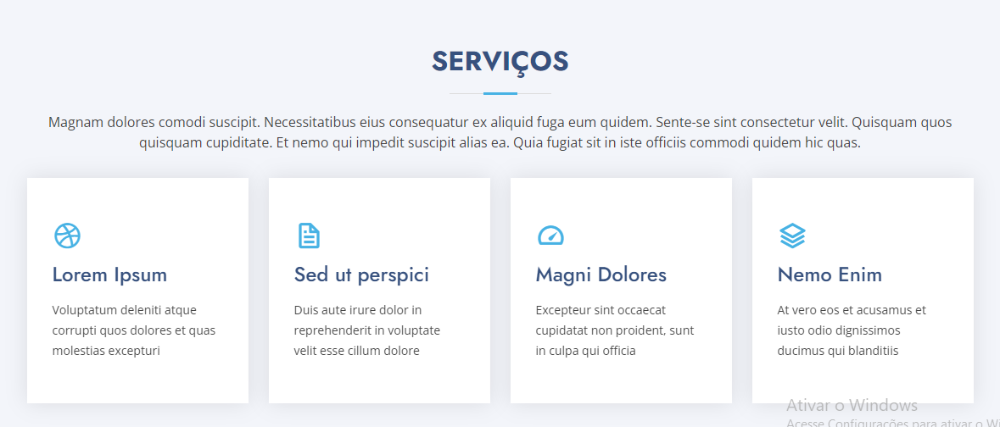 SERVIÇOS
Magnam dolores comodi suscipit. Necessitatibus eius consequatur ex aliquid fuga eum quidem. Sente-se sint consectetur velit. Quisquam quos
quisquam cupiditate. Et nemo qui impedit suscipit alias ea. Quia fugiat sit in iste officiis commodi quidem hic quas.
Lorem Ipsum
Voluptatum deleniti atque
corrupti quos dolores et quas
molestias excepturi
Sed ut perspici
Duis aute irure dolor in
reprehenderit in voluptate
velit esse cillum dolore
Magni Dolores
Excepteur sint occaecat
cupidatat non proident, sunt
in culpa qui officia
Nemo Enim
At vero eos et acusamus et
iusto odio dignissimos
ducimus qui blanditiis
Ativar o Windows
Acesse Configurações para ativar o Wi